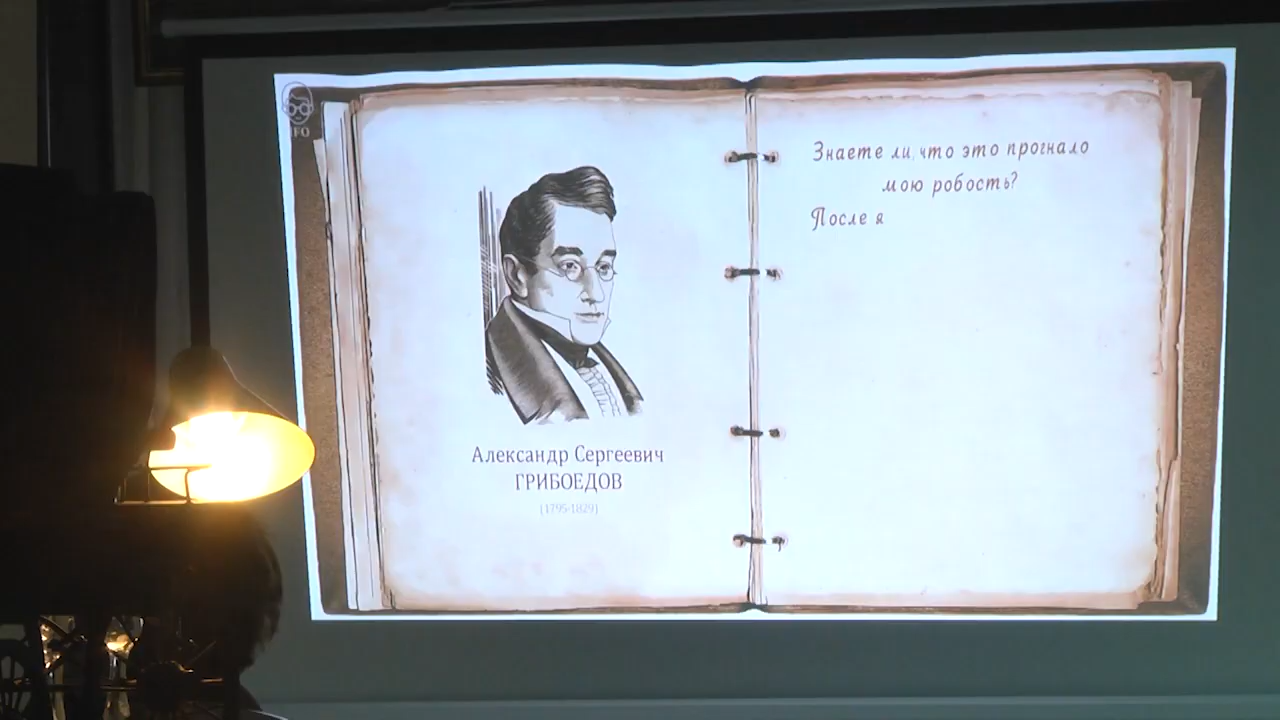 Александр Сергеевич
ГРИБОЕДОВ
(1795-1829)
Знаете ли, что это прогнало
мою робость?
После я